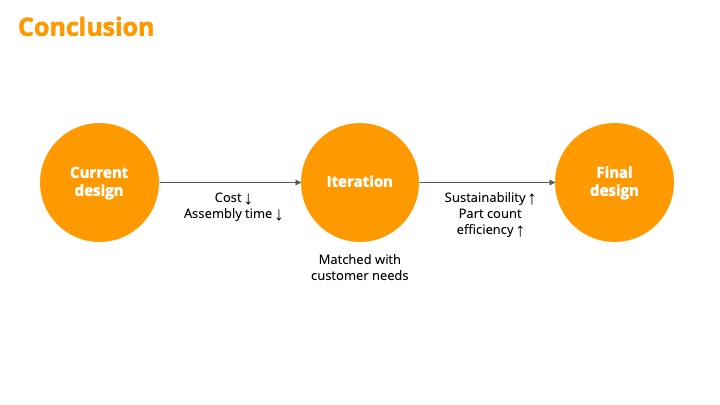 Conclusion
Current
design
Cost ↓
Assembly time ↓
Iteration
Matched with
customer needs
Sustainability ↑
Part count
efficiency ↑
Final
design